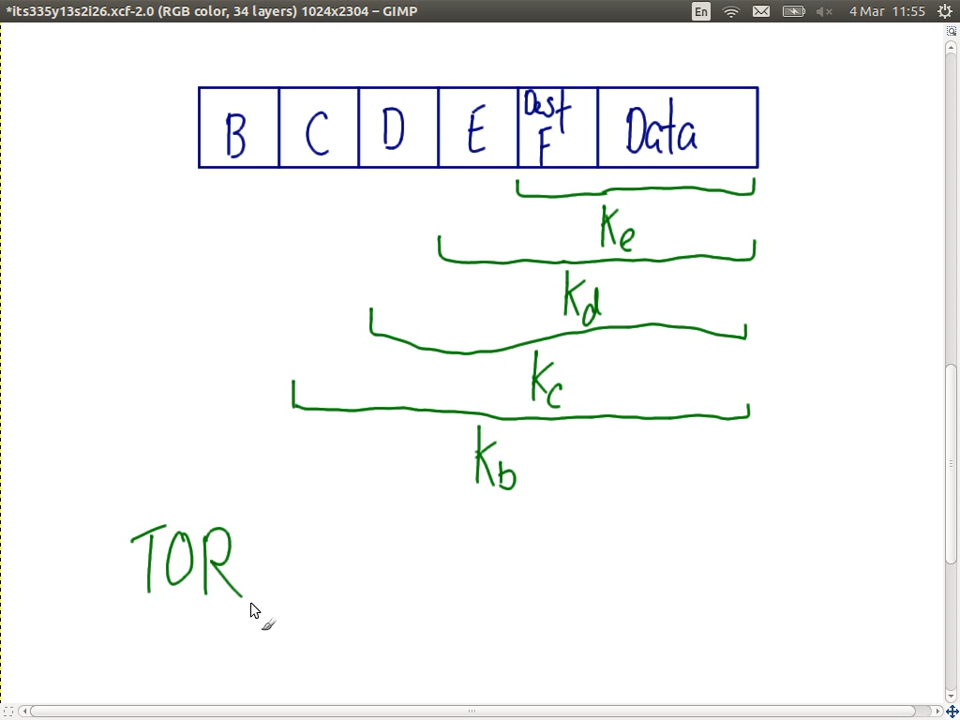 *its335y13s2i26.xcf-2.0 (RGB color, 34 layers) 1024x2304 – GIMP
En 4 Mar 11:55
B C D E Dest F Data
Ke
Kd
Kc
Kb
TOR